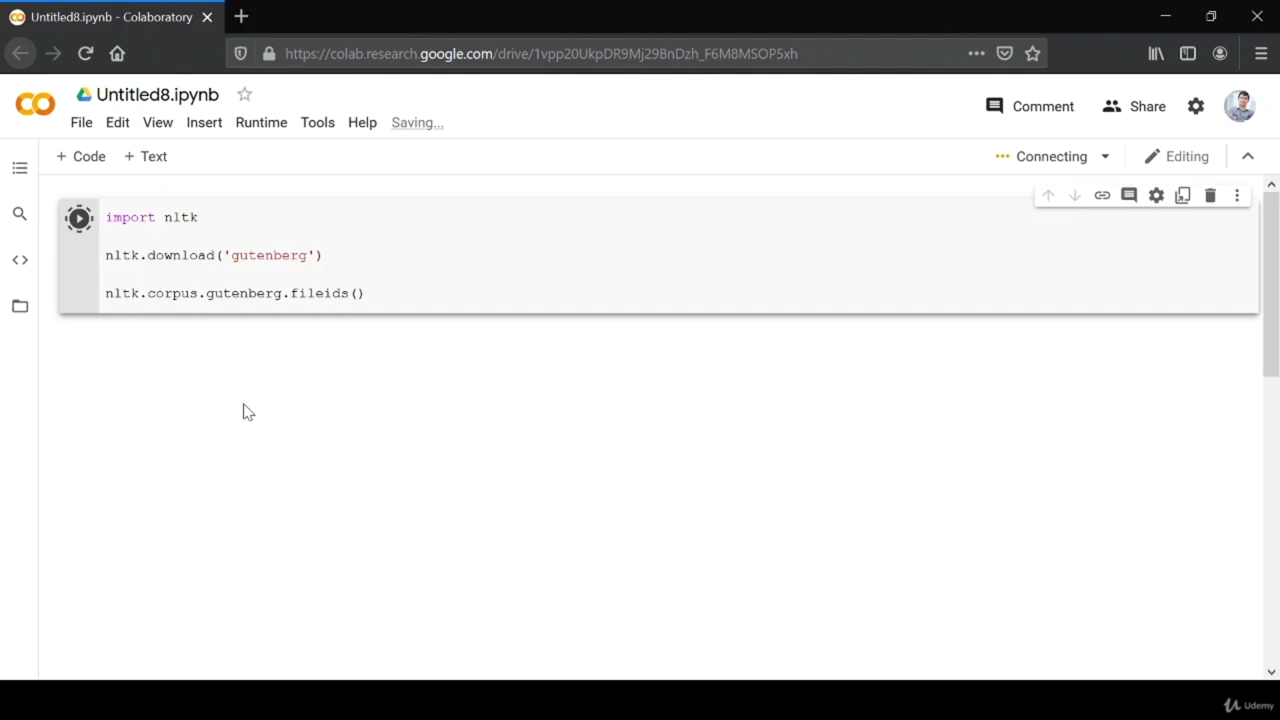 Untitled8.ipynb - Colaboratory
https://colab.research.google.com/drive/1vpp20UkpDR9Mj29BnDzh_F6M8MSOP5xh
Untitled8.ipynb
Comment Share
File Edit View Insert Runtime Tools Help Saving...
+ Code + Text Connecting Editing
import nltk
nltk.download('gutenberg')
nltk.corpus.gutenberg.fileids()
Udemy